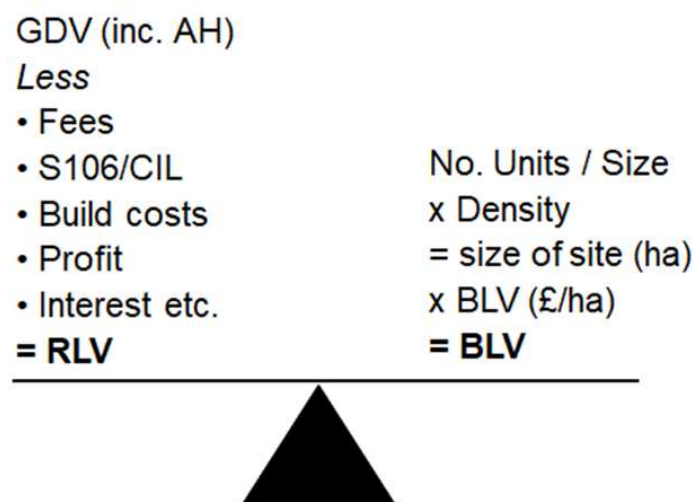 GDV (inc. AH)
Less
• Fees
• S106/CIL
• Build costs
• Profit
• Interest etc.
= RLV
No. Units / Size
x Density
= size of site (ha)
x BLV (£/ha)
= BLV